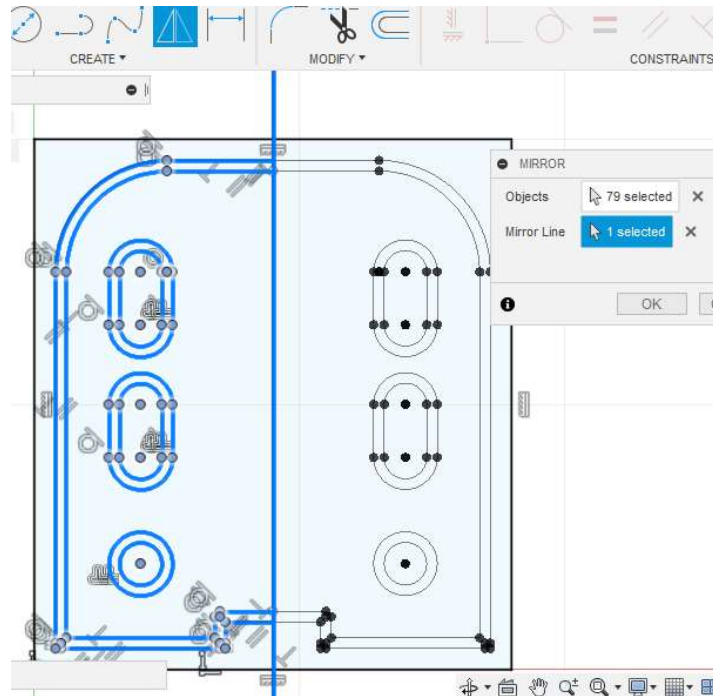 CREATE ▾
MODIFY ▾
CONSTRAINTS
MIRROR
Objects
79 selected
Mirror Line
1 selected
OK